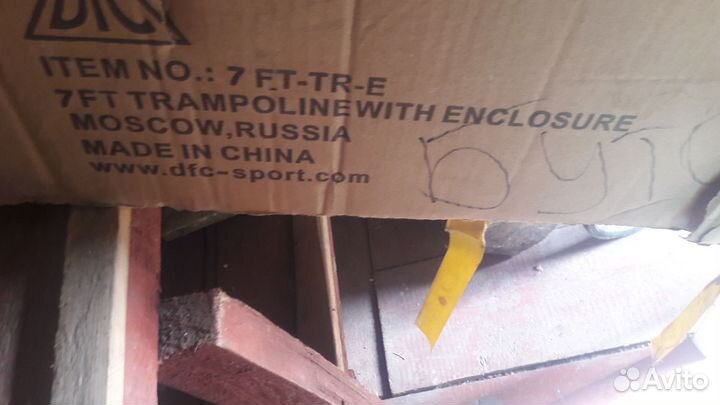 DFC
ITEM NO.: 7 FT-TR-E
7FT TRAMPOLINE WITH ENCLOSURE
MOSCOW,RUSSIA
MADE IN CHINA
www.dfc-sport.com
Avito